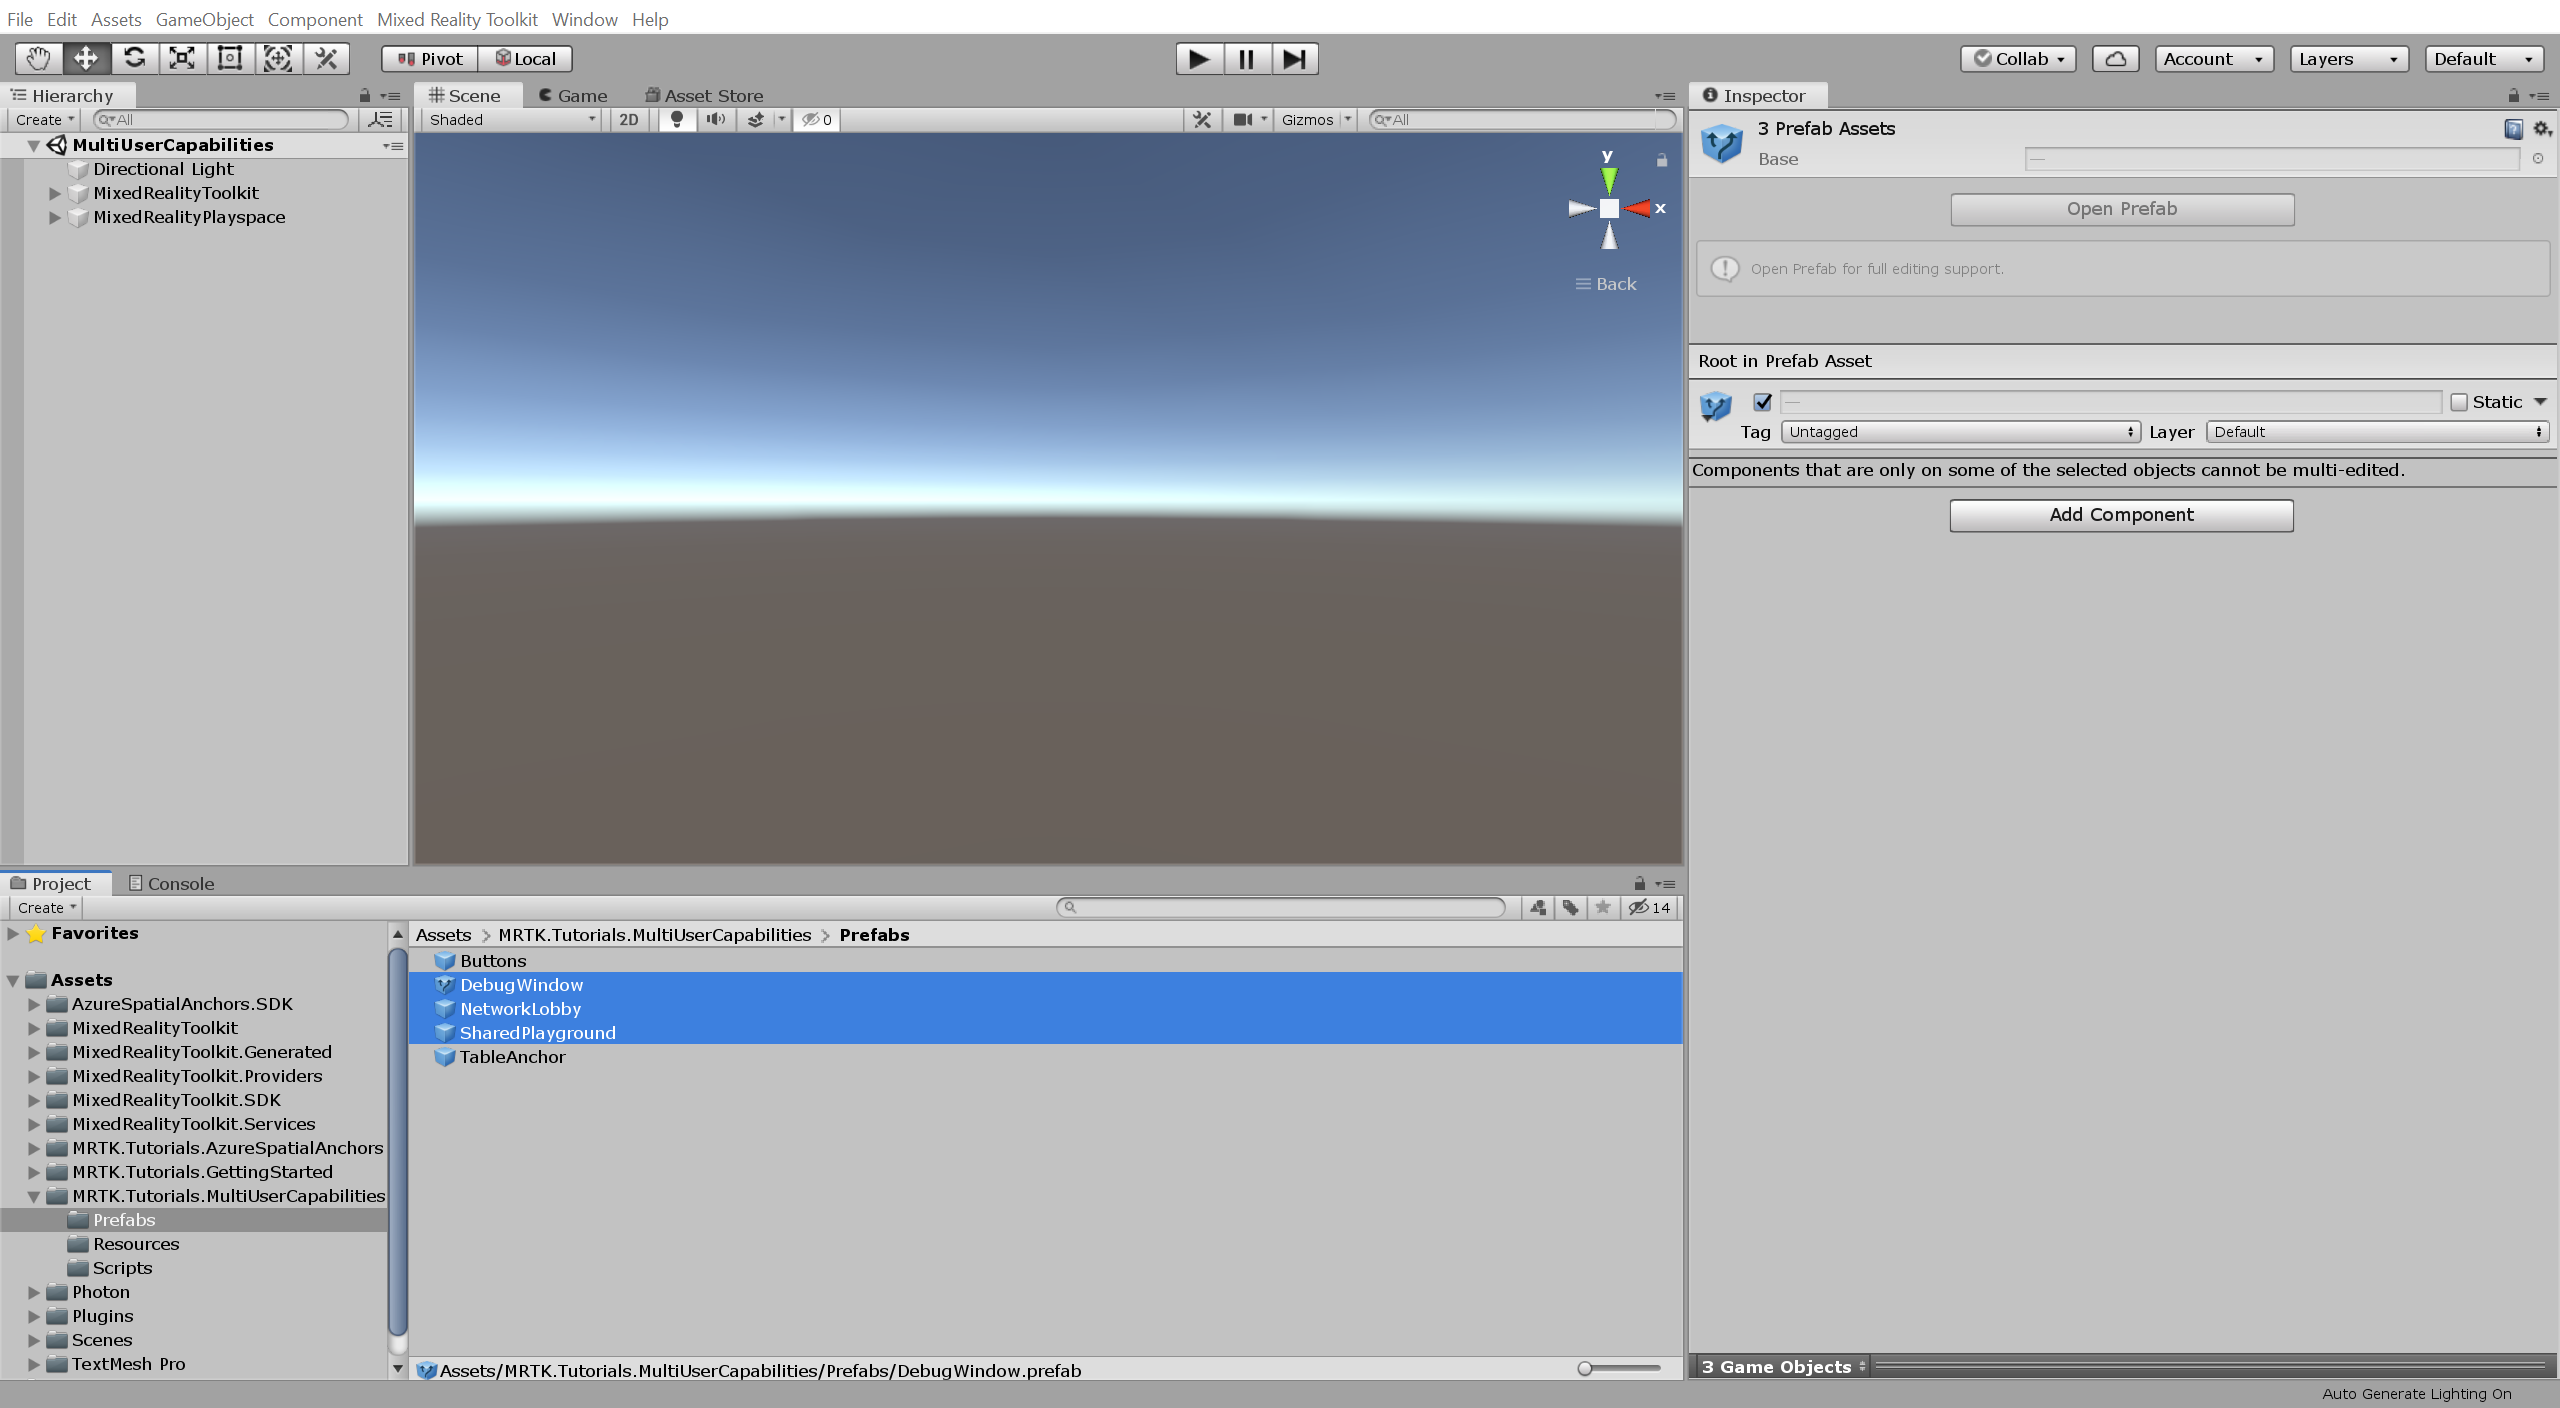 File Edit Assets GameObject Component Mixed Reality Toolkit Window Help
Pivot Local Collab Account Layers Default
Hierarchy
Create All
MultiUserCapabilities
Directional Light
MixedRealityToolkit
MixedRealityPlayspace
Scene Game Asset Store
Shaded 2D 0 Gizmos All
y
x
Back
Inspector
3 Prefab Assets
Base —
Open Prefab
Open Prefab for full editing support.
Root in Prefab Asset
— Static
Tag Untagged Layer Default
Components that are only on some of the selected objects cannot be multi-edited.
Add Component
Project Console
Create 14
Favorites
Assets
AzureSpatialAnchors.SDK
MixedRealityToolkit
MixedRealityToolkit.Generated
MixedRealityToolkit.Providers
MixedRealityToolkit.SDK
MixedRealityToolkit.Services
MRTK.Tutorials.AzureSpatialAnchors
MRTK.Tutorials.GettingStarted
MRTK.Tutorials.MultiUserCapabilities
Prefabs
Resources
Scripts
Photon
Plugins
Scenes
TextMesh Pro
Assets > MRTK.Tutorials.MultiUserCapabilities > Prefabs
Buttons
DebugWindow
NetworkLobby
SharedPlayground
TableAnchor
Assets/MRTK.Tutorials.MultiUserCapabilities/Prefabs/DebugWindow.prefab
3 Game Objects
Auto Generate Lighting On